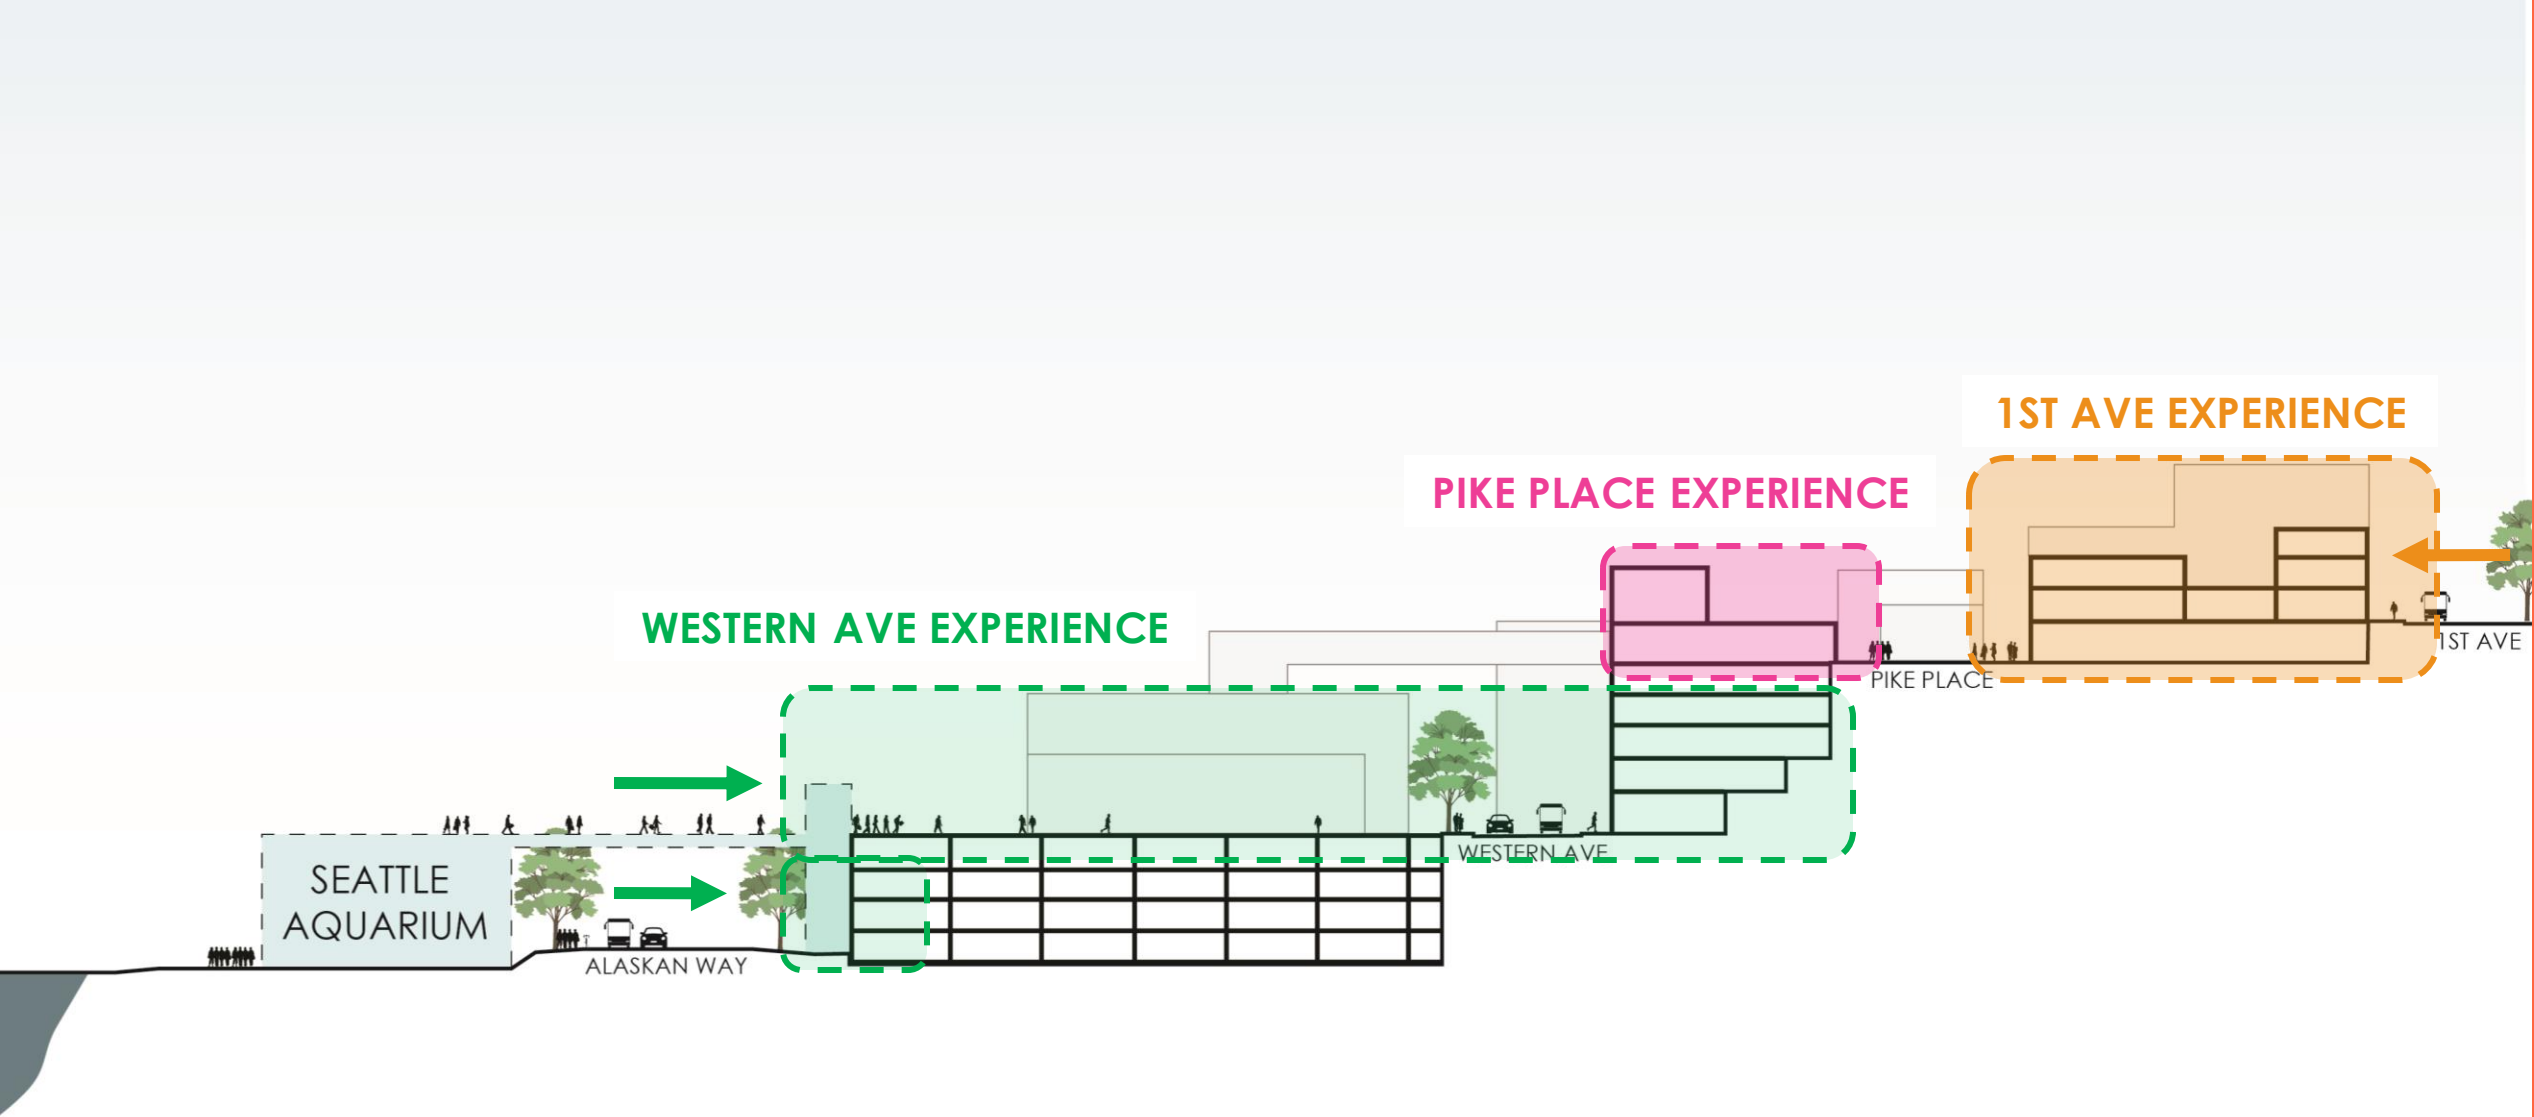 1ST AVE EXPERIENCE
PIKE PLACE EXPERIENCE
WESTERN AVE EXPERIENCE
1ST AVE
PIKE PLACE
WESTERN AVE
SEATTLE
AQUARIUM
ALASKAN WAY